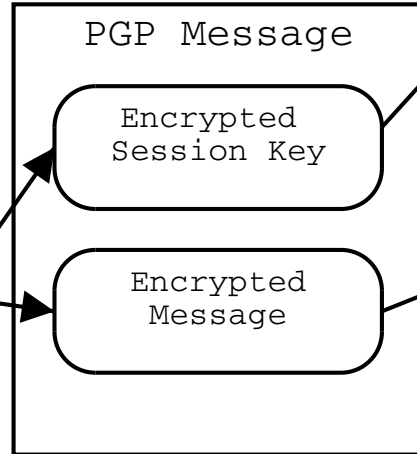 PGP Message
Encrypted
Session Key
Encrypted
Message